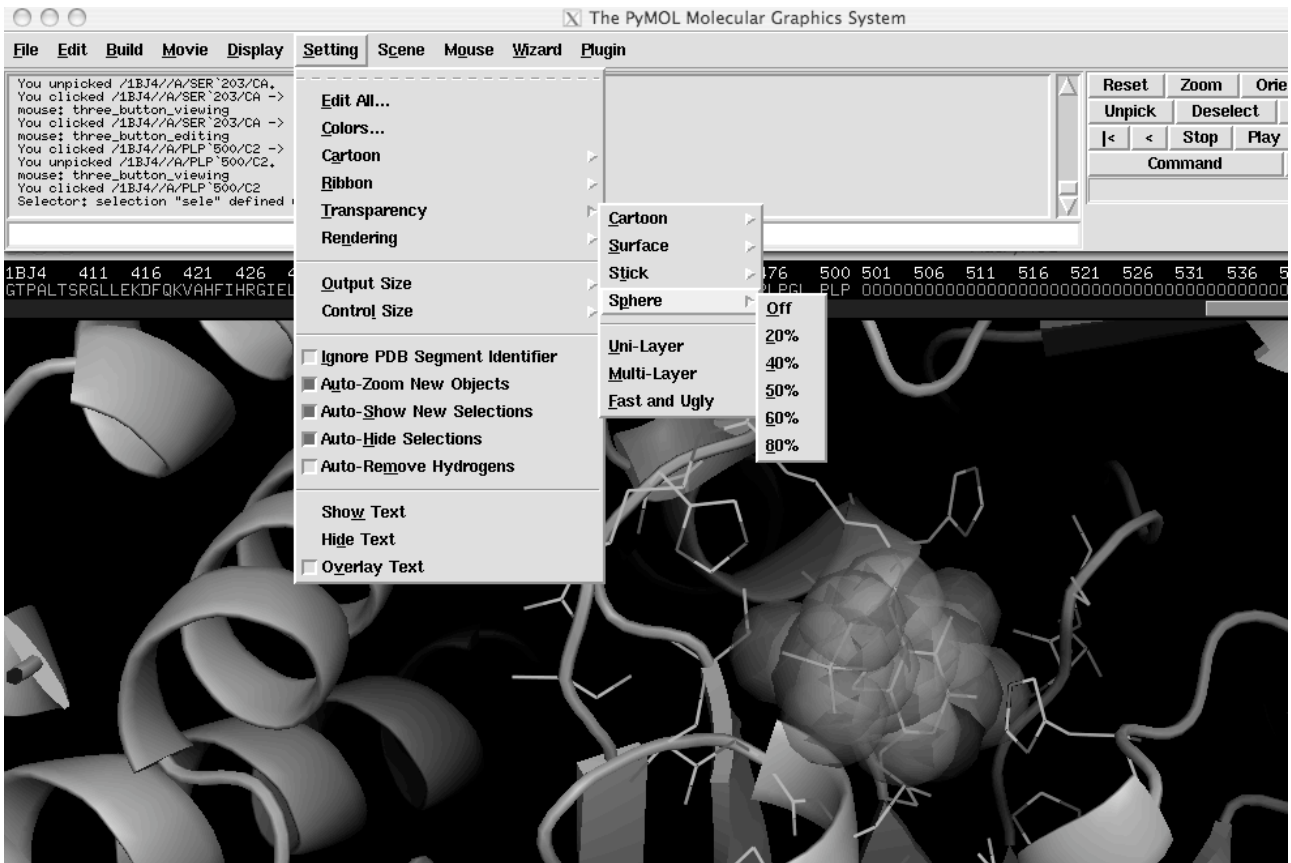 X The PyMOL Molecular Graphics System
File Edit Build Movie Display Setting Scene Mouse Wizard Plugin
You unpicked /1BJ4//A/SER`203/CA.
You clicked /1BJ4//A/SER`203/CA ->
mouse: three_button_viewing
You clicked /1BJ4//A/SER`203/CA ->
mouse: three_button_editing
You clicked /1BJ4//A/PLP`500/C2 ->
You unpicked /1BJ4//A/PLP`500/C2.
mouse: three_button_viewing
You clicked /1BJ4//A/PLP`500/C2
Selector: selection "sele" defined
Reset Zoom Orie
Unpick Deselect
|< < Stop Play
Command
Edit All...
Colors...
Cartoon
Ribbon
Transparency
Rendering
Output Size
Control Size
Ignore PDB Segment Identifier
Auto-Zoom New Objects
Auto-Show New Selections
Auto-Hide Selections
Auto-Remove Hydrogens
Show Text
Hide Text
Overlay Text
Cartoon
Surface
Stick
Sphere
Uni-Layer
Multi-Layer
Fast and Ugly
Off
20%
40%
50%
60%
80%
1BJ4 411 416 421 426 4 476 500 501 506 511 516 521 526 531 536 5
GTPALTSRGLLEKDFQKVAHFIHRGIEL PLPGL PLP OOOOOOOOOOOOOOOOOOOOOOOOOOOOOOOOOOOOOOO